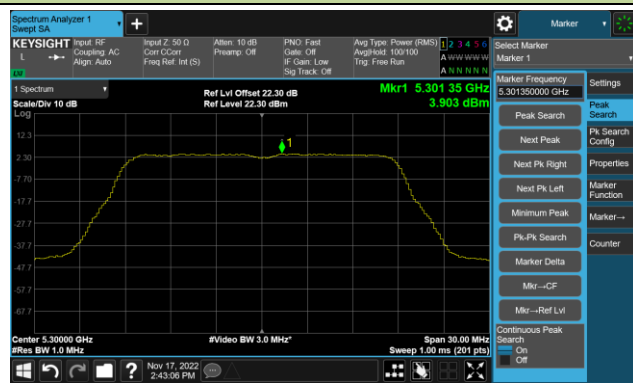 Spectrum Analyzer 1
Swept SA
Marker
KEYSIGHT
L
LXI
Input: RF
Coupling: AC
Align: Auto
Input Z: 50 Ω
Corr CCorr
Freq Ref: Int (S)
Atten: 10 dB
Preamp: Off
PNO: Fast
Gate: Off
IF Gain: Low
Sig Track: Off
Avg Type: Power (RMS)
Avg|Hold: 100/100
Trig: Free Run
1 2 3 4 5 6
A W W W W W
A N N N N N
Select Marker
Marker 1
1 Spectrum
Scale/Div 10 dB
Log
Ref Lvl Offset 22.30 dB
Ref Level 22.30 dBm
Mkr1 5.301 35 GHz
3.903 dBm
12.3
2.30
-7.70
-17.7
-27.7
-37.7
-47.7
-57.7
-67.7
1
Center 5.30000 GHz
#Res BW 1.0 MHz
#Video BW 3.0 MHz*
Span 30.00 MHz
Sweep 1.00 ms (201 pts)
Marker Frequency
5.301350000 GHz
Peak Search
Next Peak
Next Pk Right
Next Pk Left
Minimum Peak
Pk-Pk Search
Marker Delta
Mkr→CF
Mkr→Ref Lvl
Continuous Peak
Search
On
Off
Settings
Peak
Search
Pk Search
Config
Properties
Marker
Function
Marker→
Counter
Nov 17, 2022
2:43:06 PM